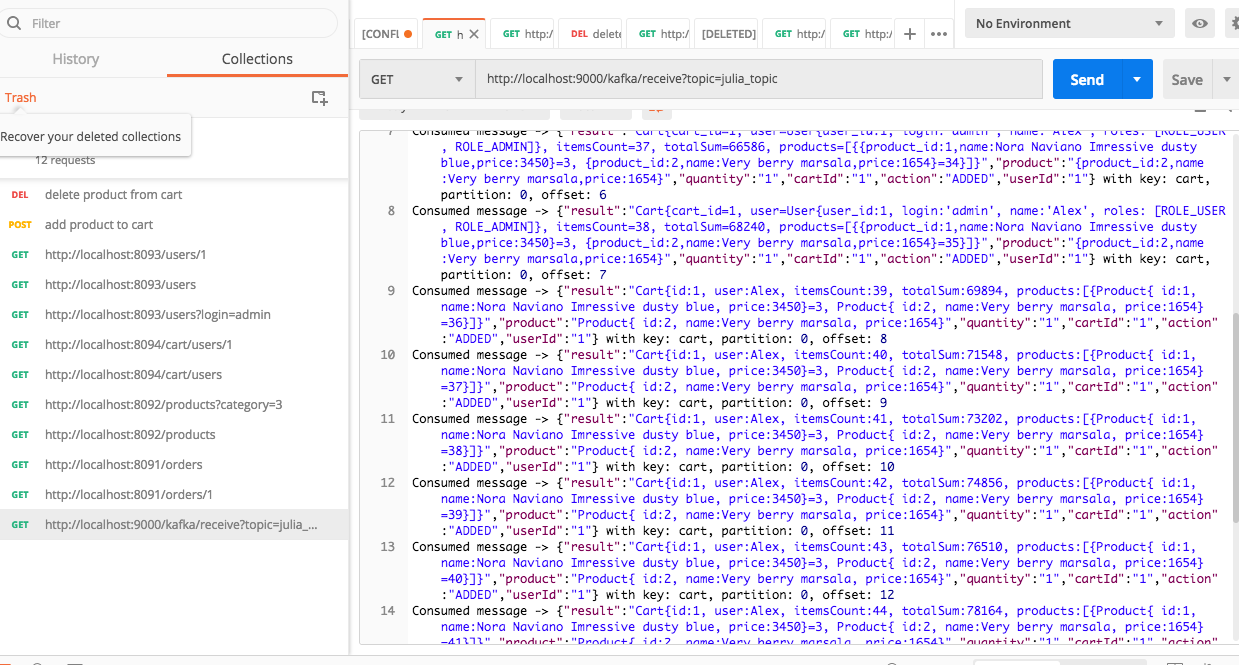 Filter
History
Collections
Trash
Recover your deleted collections
12 requests
DEL delete product from cart
POST add product to cart
GET http://localhost:8093/users/1
GET http://localhost:8093/users
GET http://localhost:8093/users?login=admin
GET http://localhost:8094/cart/users/1
GET http://localhost:8094/cart/users
GET http://localhost:8092/products?category=3
GET http://localhost:8092/products
GET http://localhost:8091/orders
GET http://localhost:8091/orders/1
GET http://localhost:9000/kafka/receive?topic=julia_...
[CONFL GET h GET http:/ DEL delete GET http:/ [DELETED] GET http:/ GET http:/
No Environment
GET http://localhost:9000/kafka/receive?topic=julia_topic Send Save
7 Consumed message -> {"result":"Cart{cart_id=1, user=User{user_id:1, login:'admin', name:'Alex', roles: [ROLE_USER
, ROLE_ADMIN]}, itemsCount=37, totalSum=66586, products=[{{product_id:1,name:Nora Naviano Imressive dusty
blue,price:3450}=3, {product_id:2,name:Very berry marsala,price:1654}=34}]}","product":"{product_id:2,name
:Very berry marsala,price:1654}","quantity":"1","cartId":"1","action":"ADDED","userId":"1"} with key: cart,
partition: 0, offset: 6
8 Consumed message -> {"result":"Cart{cart_id=1, user=User{user_id:1, login:'admin', name:'Alex', roles: [ROLE_USER
, ROLE_ADMIN]}, itemsCount=38, totalSum=68240, products=[{{product_id:1,name:Nora Naviano Imressive dusty
blue,price:3450}=3, {product_id:2,name:Very berry marsala,price:1654}=35}]}","product":"{product_id:2,name
:Very berry marsala,price:1654}","quantity":"1","cartId":"1","action":"ADDED","userId":"1"} with key: cart,
partition: 0, offset: 7
9 Consumed message -> {"result":"Cart{id:1, user:Alex, itemsCount:39, totalSum:69894, products:[{Product{ id:1,
name:Nora Naviano Imressive dusty blue, price:3450}=3, Product{ id:2, name:Very berry marsala, price:1654}
=36}]}","product":"Product{ id:2, name:Very berry marsala, price:1654}","quantity":"1","cartId":"1","action"
:"ADDED","userId":"1"} with key: cart, partition: 0, offset: 8
10 Consumed message -> {"result":"Cart{id:1, user:Alex, itemsCount:40, totalSum:71548, products:[{Product{ id:1,
name:Nora Naviano Imressive dusty blue, price:3450}=3, Product{ id:2, name:Very berry marsala, price:1654}
=37}]}","product":"Product{ id:2, name:Very berry marsala, price:1654}","quantity":"1","cartId":"1","action"
:"ADDED","userId":"1"} with key: cart, partition: 0, offset: 9
11 Consumed message -> {"result":"Cart{id:1, user:Alex, itemsCount:41, totalSum:73202, products:[{Product{ id:1,
name:Nora Naviano Imressive dusty blue, price:3450}=3, Product{ id:2, name:Very berry marsala, price:1654}
=38}]}","product":"Product{ id:2, name:Very berry marsala, price:1654}","quantity":"1","cartId":"1","action"
:"ADDED","userId":"1"} with key: cart, partition: 0, offset: 10
12 Consumed message -> {"result":"Cart{id:1, user:Alex, itemsCount:42, totalSum:74856, products:[{Product{ id:1,
name:Nora Naviano Imressive dusty blue, price:3450}=3, Product{ id:2, name:Very berry marsala, price:1654}
=39}]}","product":"Product{ id:2, name:Very berry marsala, price:1654}","quantity":"1","cartId":"1","action"
:"ADDED","userId":"1"} with key: cart, partition: 0, offset: 11
13 Consumed message -> {"result":"Cart{id:1, user:Alex, itemsCount:43, totalSum:76510, products:[{Product{ id:1,
name:Nora Naviano Imressive dusty blue, price:3450}=3, Product{ id:2, name:Very berry marsala, price:1654}
=40}]}","product":"Product{ id:2, name:Very berry marsala, price:1654}","quantity":"1","cartId":"1","action"
:"ADDED","userId":"1"} with key: cart, partition: 0, offset: 12
14 Consumed message -> {"result":"Cart{id:1, user:Alex, itemsCount:44, totalSum:78164, products:[{Product{ id:1,
name:Nora Naviano Imressive dusty blue, price:3450}=3, Product{ id:2, name:Very berry marsala, price:1654}
=41}]}","product":"Product{ id:2, name:Very berry marsala, price:1654}","quantity":"1","cartId":"1","action"